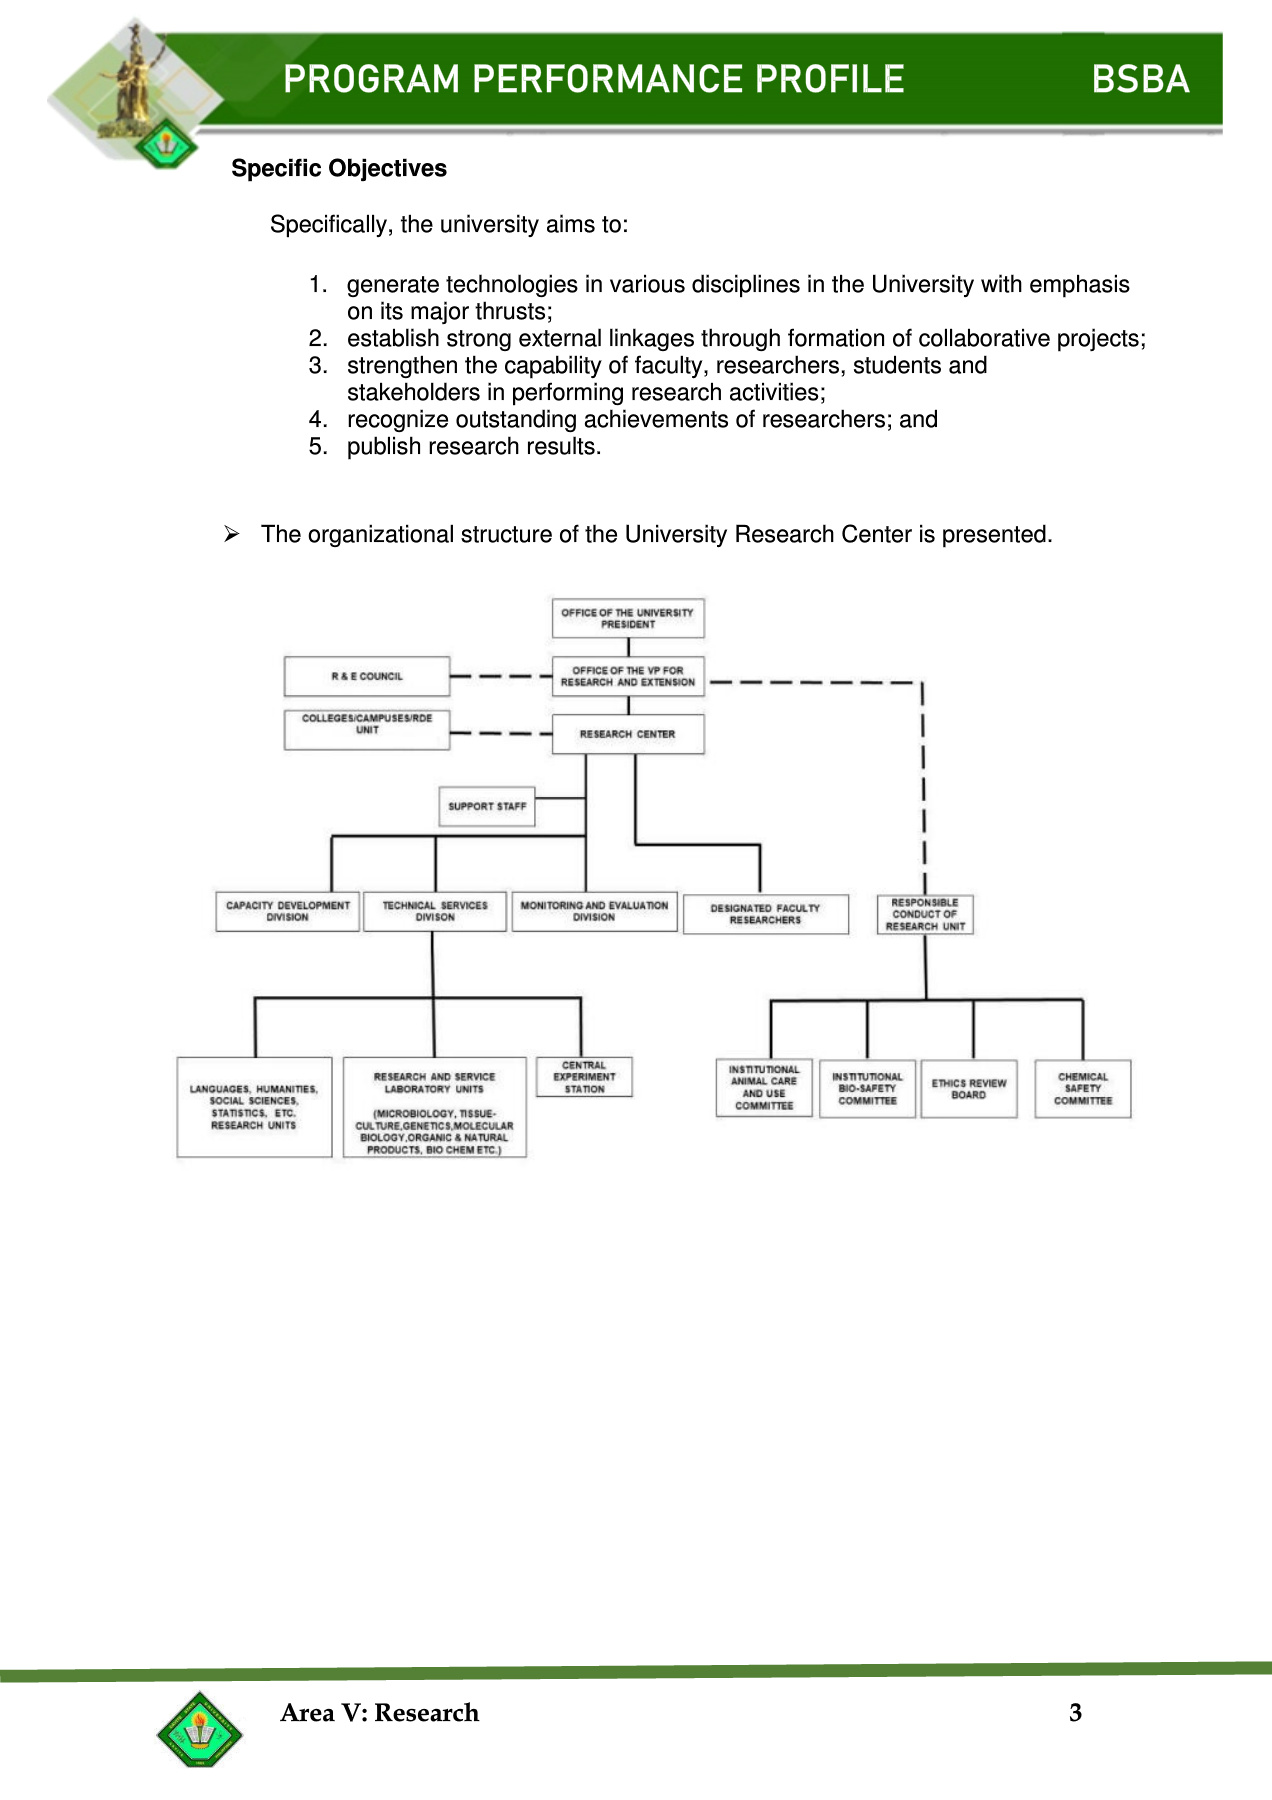 PROGRAM PERFORMANCE PROFILE BSBA
Specific Objectives
Specifically, the university aims to:
1. generate technologies in various disciplines in the University with emphasis
on its major thrusts;
2. establish strong external linkages through formation of collaborative projects;
3. strengthen the capability of faculty, researchers, students and
stakeholders in performing research activities;
4. recognize outstanding achievements of researchers; and
5. publish research results.
➢ The organizational structure of the University Research Center is presented.
OFFICE OF THE UNIVERSITY
PRESIDENT
R & E COUNCIL
OFFICE OF THE VP FOR
RESEARCH AND EXTENSION
COLLEGES/CAMPUSES/RDE
UNIT
RESEARCH CENTER
SUPPORT STAFF
CAPACITY DEVELOPMENT
DIVISION
TECHNICAL SERVICES
DIVISON
MONITORING AND EVALUATION
DIVISION
DESIGNATED FACULTY
RESEARCHERS
RESPONSIBLE
CONDUCT OF
RESEARCH UNIT
LANGUAGES, HUMANITIES,
SOCIAL SCIENCES,
STATISTICS, ETC.
RESEARCH UNITS
RESEARCH AND SERVICE
LABORATORY UNITS
(MICROBIOLOGY, TISSUE-
CULTURE,GENETICS,MOLECULAR
BIOLOGY,ORGANIC & NATURAL
PRODUCTS, BIO CHEM ETC.)
CENTRAL
EXPERIMENT
STATION
INSTITUTIONAL
ANIMAL CARE
AND USE
COMMITTEE
INSTITUTIONAL
BIO-SAFETY
COMMITTEE
ETHICS REVIEW
BOARD
CHEMICAL
SAFETY
COMMITTEE
Area V: Research 3